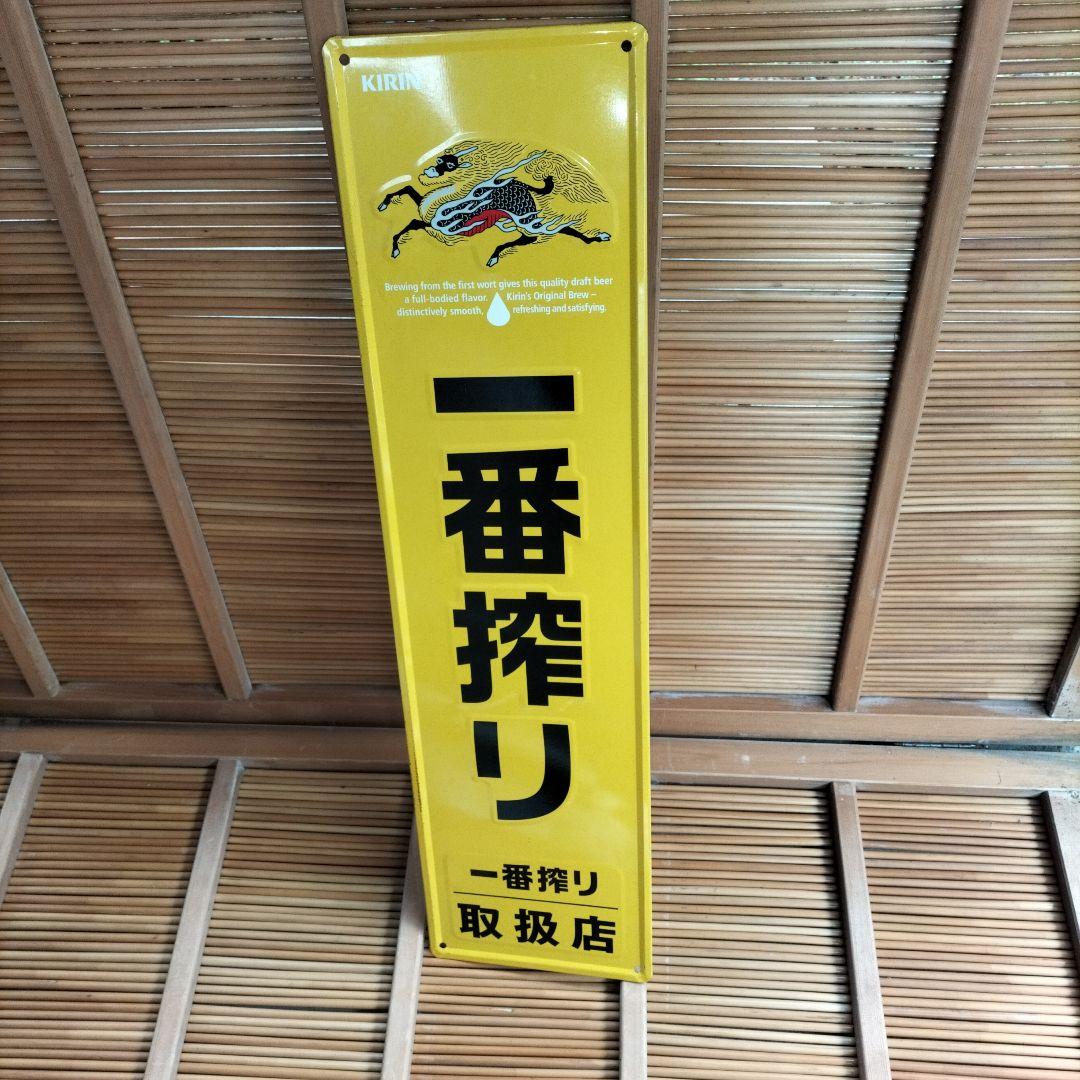 KIRIN
Brewing from the first wort gives this quality draft beer
a full-bodied flavor. Kirin's Original Brew –
distinctively smooth, refreshing and satisfying.
一番搾り
一番搾り
取扱店